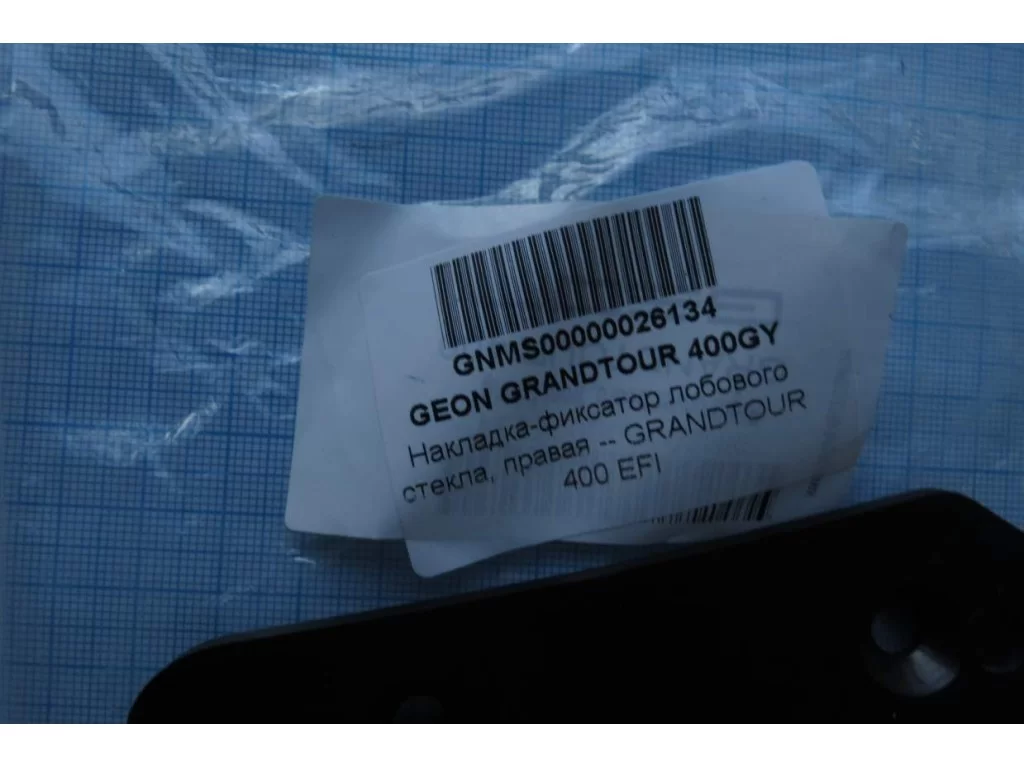 GNMS00000026134
GEON GRANDTOUR 400GY
Накладка-фиксатор лобового
стекла, правая -- GRANDTOUR
400 EFI